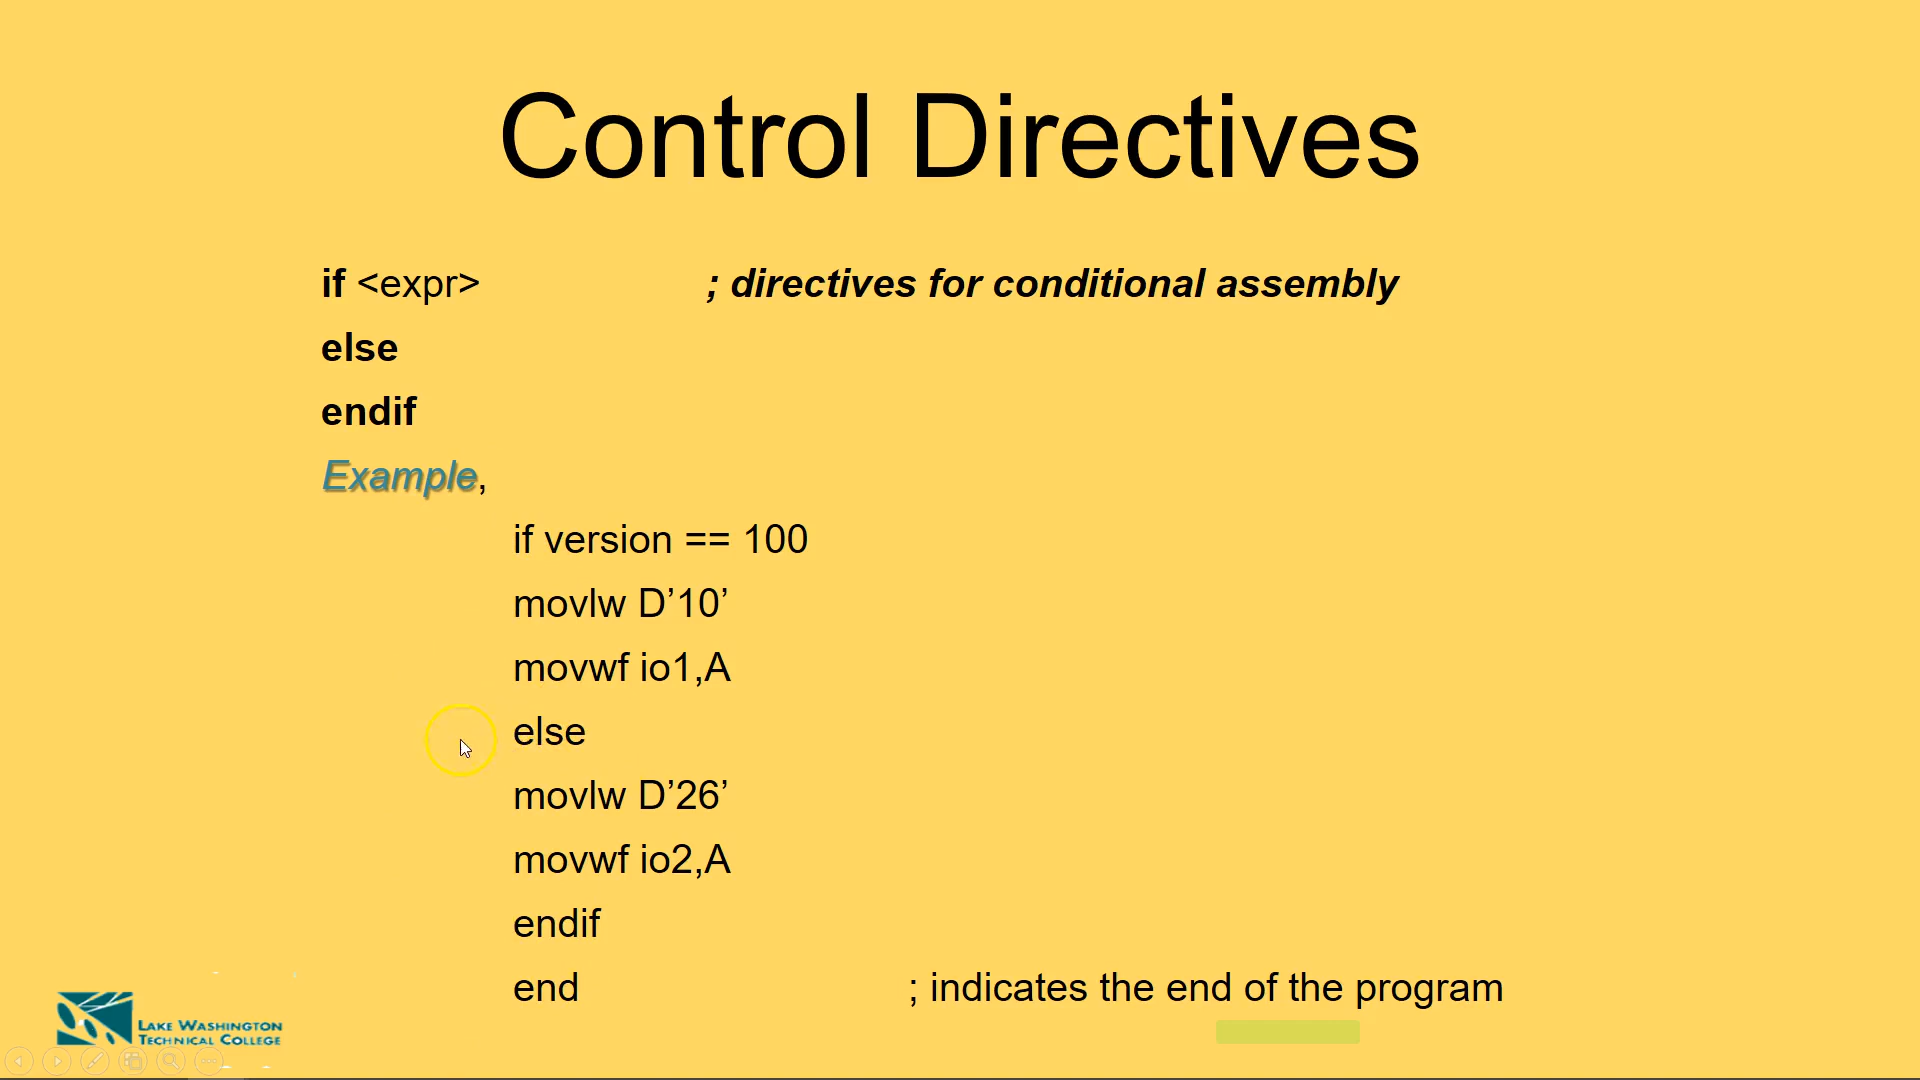 Control Directives
if <expr> ; directives for conditional assembly
else
endif
Example,
if version == 100
movlw D’10’
movwf io1,A
else
movlw D’26’
movwf io2,A
endif
end ; indicates the end of the program
LAKE WASHINGTON
TECHNICAL COLLEGE